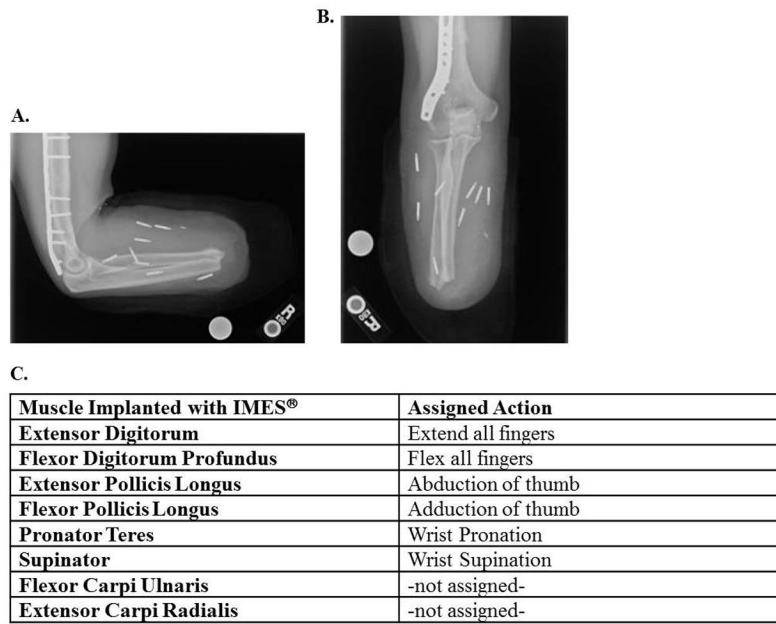 B.
A.
R
R
C.
Muscle Implanted with IMES® Assigned Action
Extensor Digitorum Extend all fingers
Flexor Digitorum Profundus Flex all fingers
Extensor Pollicis Longus Abduction of thumb
Flexor Pollicis Longus Adduction of thumb
Pronator Teres Wrist Pronation
Supinator Wrist Supination
Flexor Carpi Ulnaris -not assigned-
Extensor Carpi Radialis -not assigned-